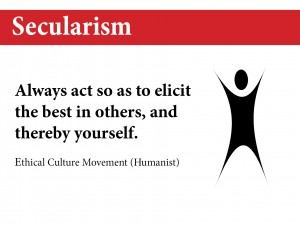 Secularism
Always act so as to elicit
the best in others, and
thereby yourself.
Ethical Culture Movement (Humanist)